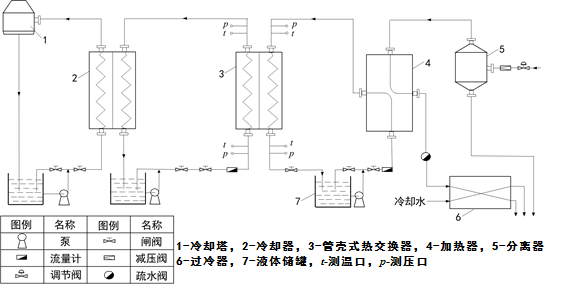 p
t
p
t
1
2
3
4
5
t
p
t
p
7
冷却水
6
图例 名称 图例 名称
泵 闸阀
流量计 减压阀
调节阀 疏水阀
1-冷却塔，2-冷却器，3-管壳式热交换器，4-加热器，5-分离器
6-过冷器，7-液体储罐，t-测温口，p-测压口